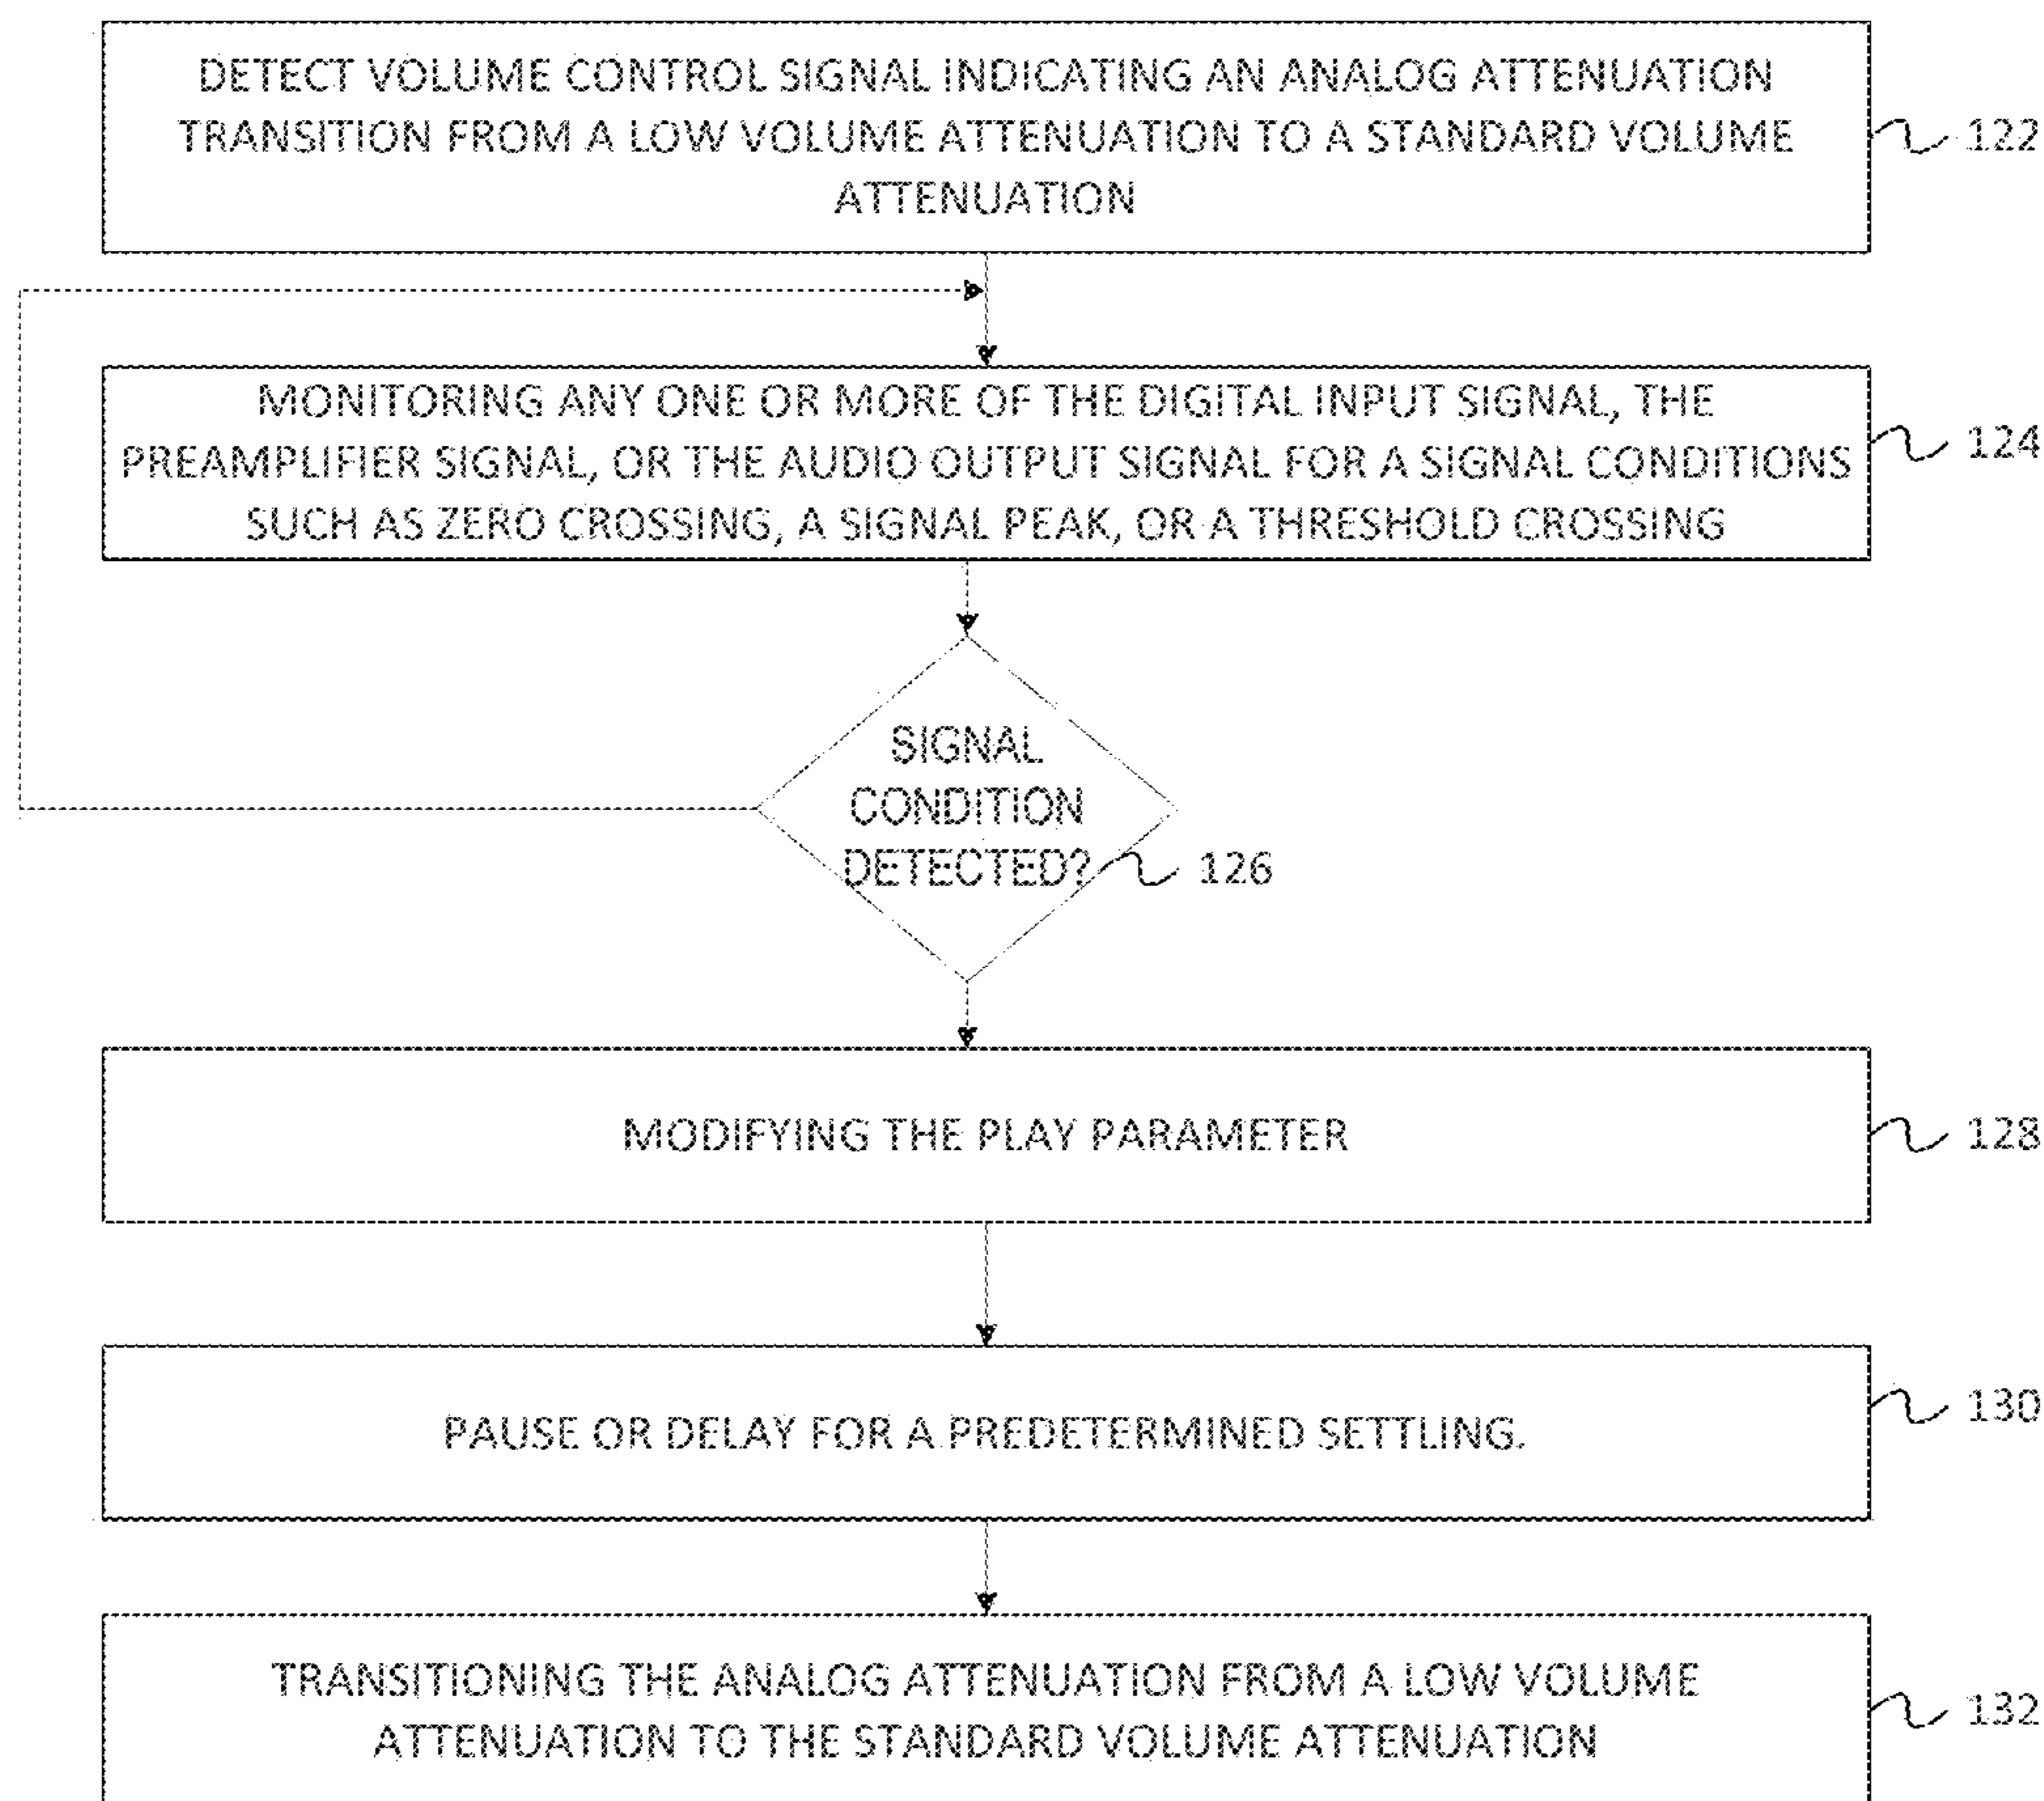 DETECT VOLUME CONTROL SIGNAL INDICATING AN ANALOG ATTENUATION
TRANSITION FROM A LOW VOLUME ATTENUATION TO A STANDARD VOLUME
ATTENUATION
122
MONITORING ANY ONE OR MORE OF THE DIGITAL INPUT SIGNAL, THE
PREAMPLIFIER SIGNAL, OR THE AUDIO OUTPUT SIGNAL FOR A SIGNAL CONDITIONS
SUCH AS ZERO CROSSING, A SIGNAL PEAK, OR A THRESHOLD CROSSING
124
SIGNAL
CONDITION
DETECTED?
126
MODIFYING THE PLAY PARAMETER
128
PAUSE OR DELAY FOR A PREDETERMINED SETTLING.
130
TRANSITIONING THE ANALOG ATTENUATION FROM A LOW VOLUME
ATTENUATION TO THE STANDARD VOLUME ATTENUATION
132